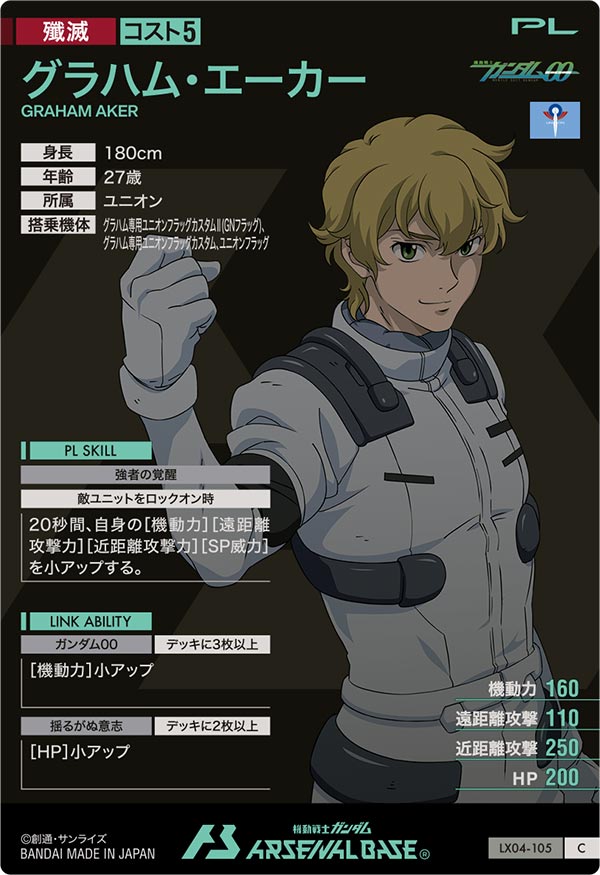 殲滅 コスト5 PL
グラハム・エーカー
GRAHAM AKER
機動戦士
ガンダム00
身長 180cm
年齢 27歳
所属 ユニオン
搭乗機体 グラハム専用ユニオンフラッグカスタムⅡ(GNフラッグ)、
グラハム専用ユニオンフラッグカスタム、ユニオンフラッグ
PL SKILL
強者の覚醒
敵ユニットをロックオン時
20秒間、自身の[機動力][遠距離
攻撃力][近距離攻撃力][SP威力]
を小アップする。
LINK ABILITY
ガンダム00 デッキに3枚以上
[機動力]小アップ
揺るがぬ意志 デッキに2枚以上
[HP]小アップ
機動力 160
遠距離攻撃 110
近距離攻撃 250
HP 200
©創通・サンライズ
BANDAI MADE IN JAPAN
機動戦士ガンダム
ARSENAL BASE®
LX04-105 C